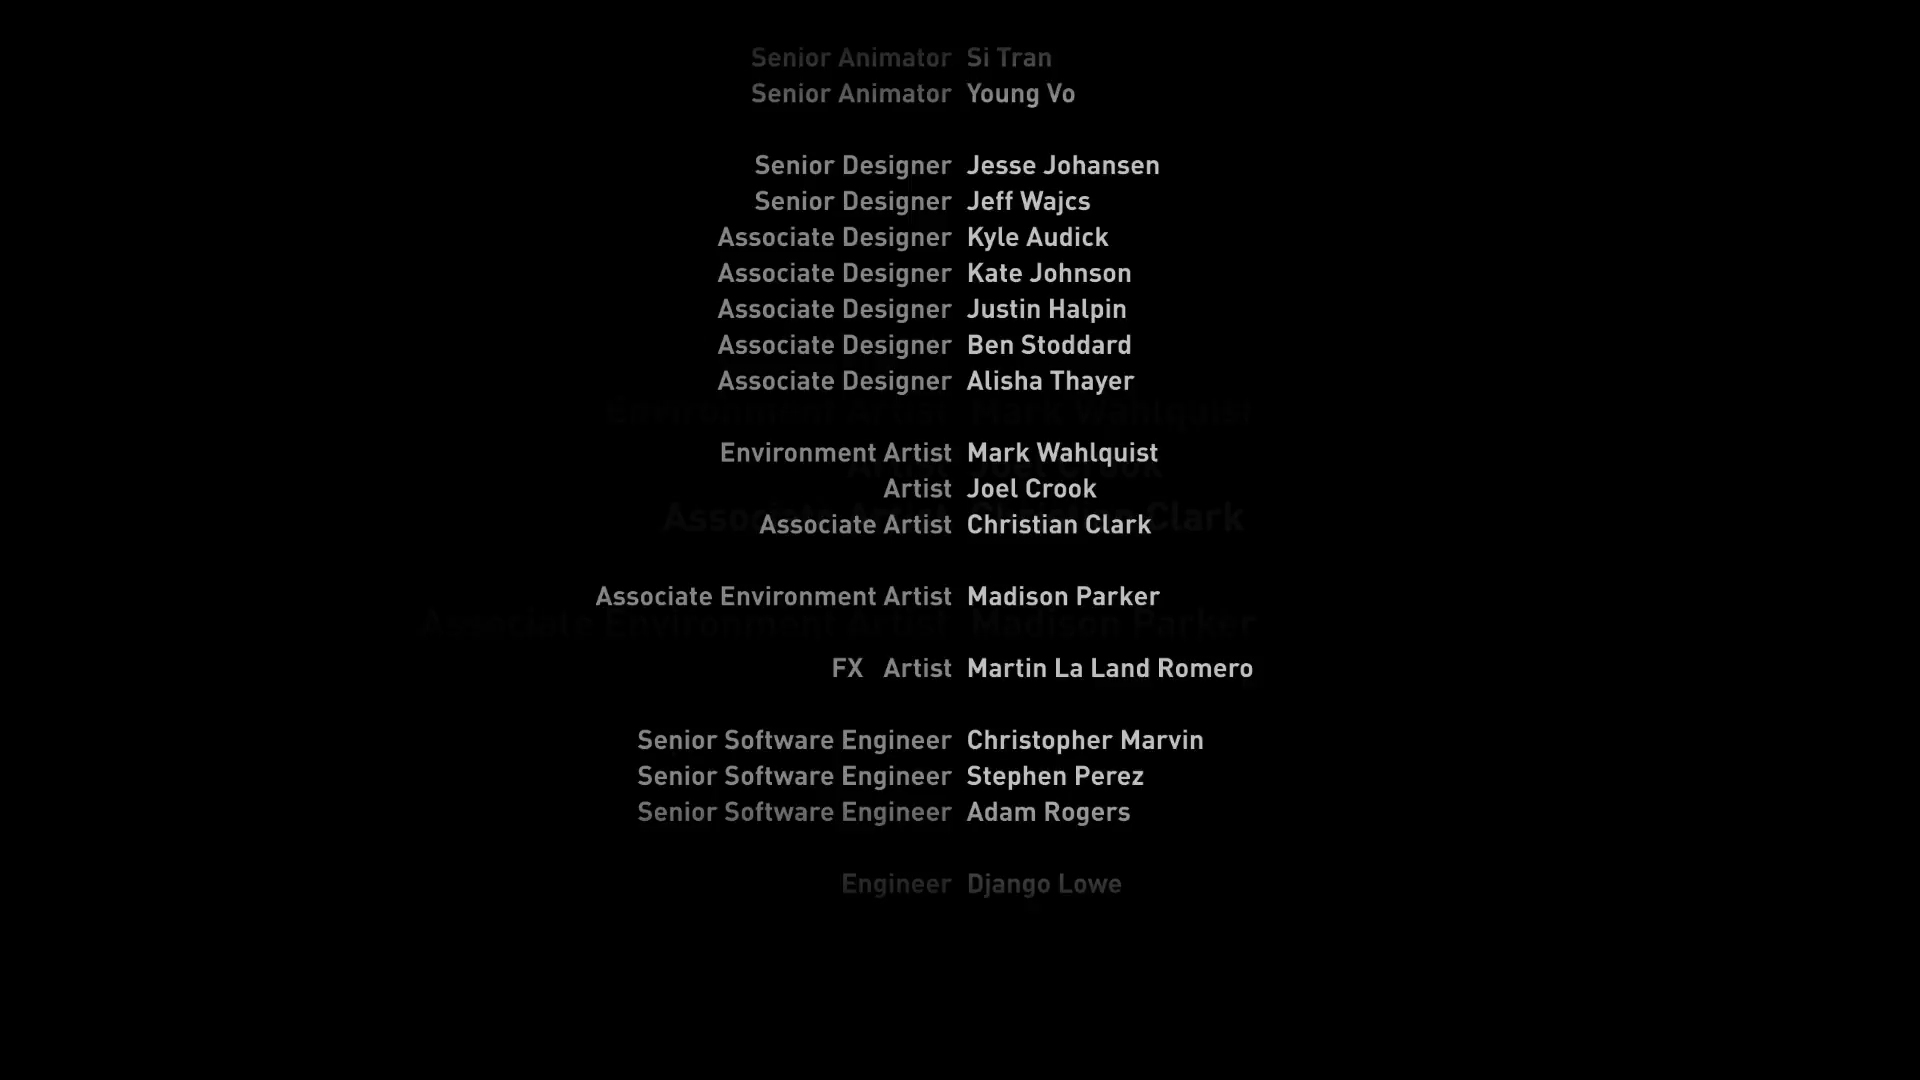 Senior Animator Si Tran
Senior Animator Young Vo
Senior Designer Jesse Johansen
Senior Designer Jeff Wajcs
Associate Designer Kyle Audick
Associate Designer Kate Johnson
Associate Designer Justin Halpin
Associate Designer Ben Stoddard
Associate Designer Alisha Thayer
Environment Artist Mark Wahlquist
Artist Joel Crook
Associate Artist Christian Clark
Associate Environment Artist Madison Parker
FX Artist Martin La Land Romero
Senior Software Engineer Christopher Marvin
Senior Software Engineer Stephen Perez
Senior Software Engineer Adam Rogers
Engineer Django Lowe